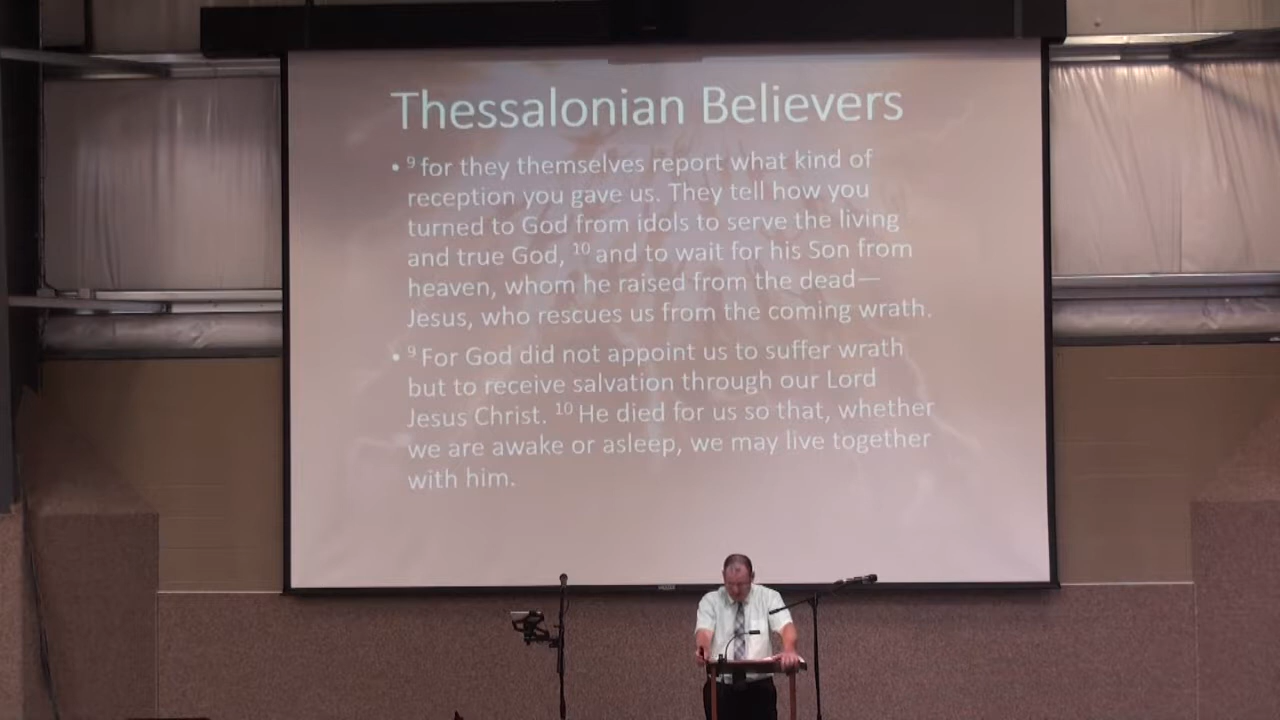 Thessalonian Believers
• ⁹ for they themselves report what kind of
reception you gave us. They tell how you
turned to God from idols to serve the living
and true God, ¹⁰ and to wait for his Son from
heaven, whom he raised from the dead—
Jesus, who rescues us from the coming wrath.
• ⁹ For God did not appoint us to suffer wrath
but to receive salvation through our Lord
Jesus Christ. ¹⁰ He died for us so that, whether
we are awake or asleep, we may live together
with him.